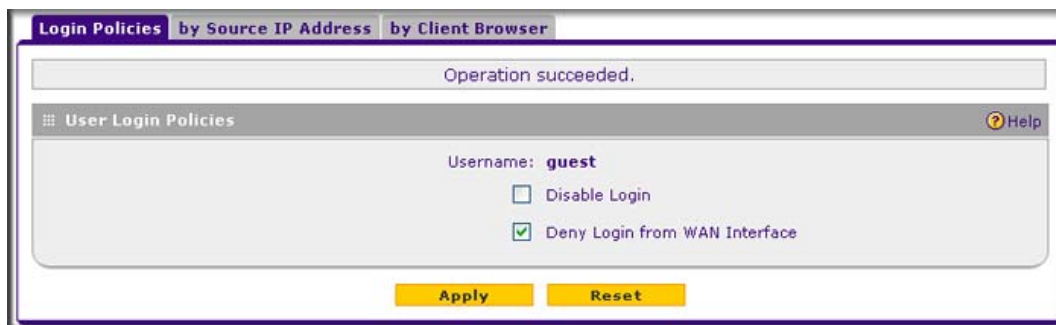 Login Policies by Source IP Address by Client Browser
Operation succeeded.
User Login Policies ? Help
Username: guest
Disable Login
Deny Login from WAN Interface
Apply Reset